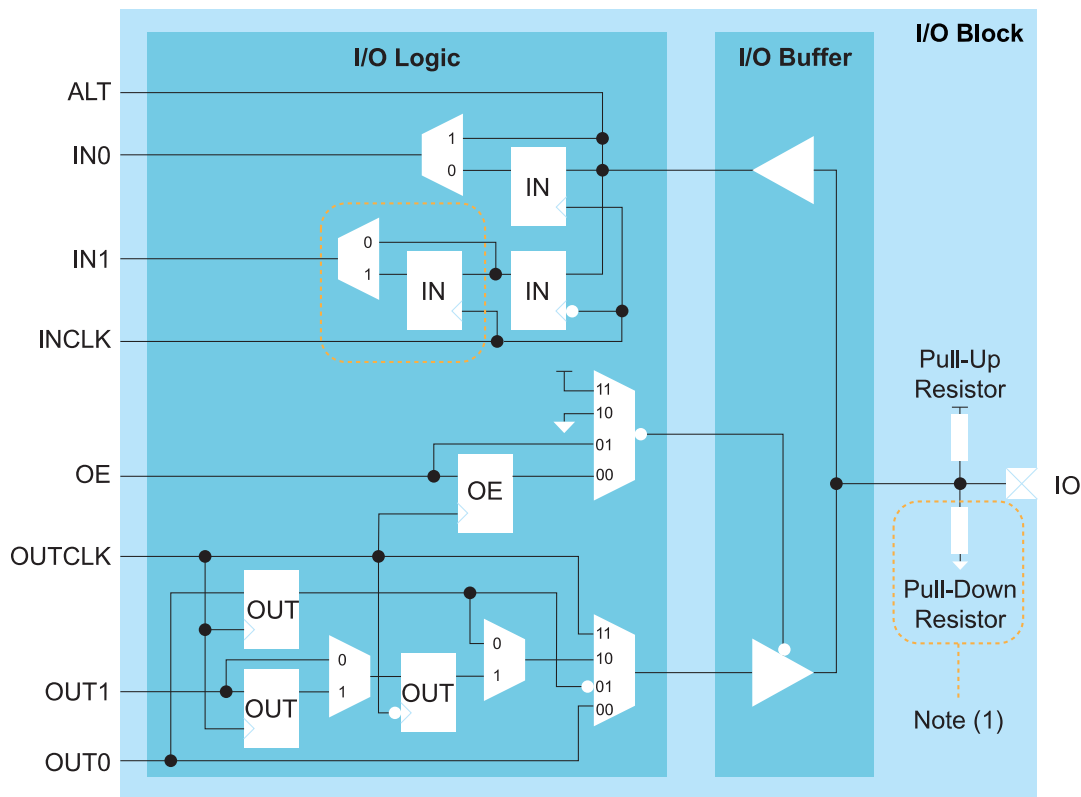 I/O Block
I/O Logic
I/O Buffer
ALT
1
IN0
0
IN
0
IN1
1
IN
IN
INCLK
Pull-Up
Resistor
11
10
01
OE
00
OE
IO
OUTCLK
Pull-Down
Resistor
OUT
11
0
10
0
01
OUT1
1
1
00
OUT
OUT
Note (1)
OUT0